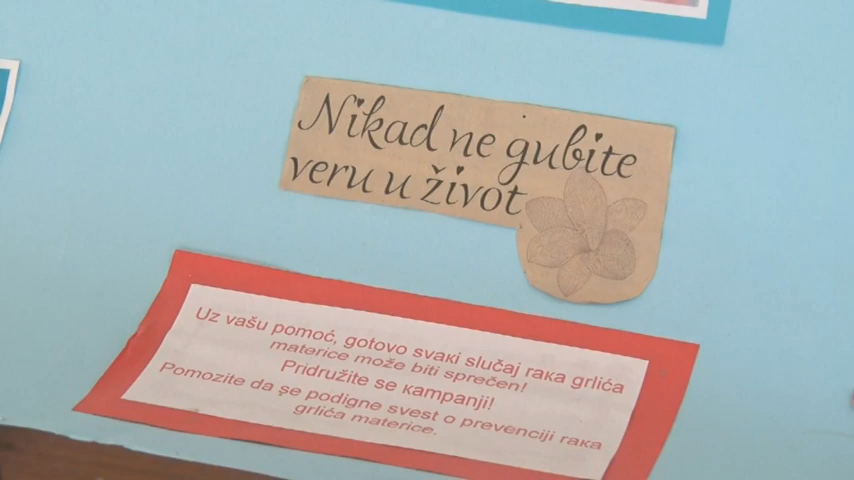 Nikad ne gubite
veru u život
Uz vašu pomoć, gotovo svaki slučaj raka grlića
materice može biti sprečen!
Pridružite se kampanji!
Pomozite da se podigne svest o prevenciji raka
grlića materice.